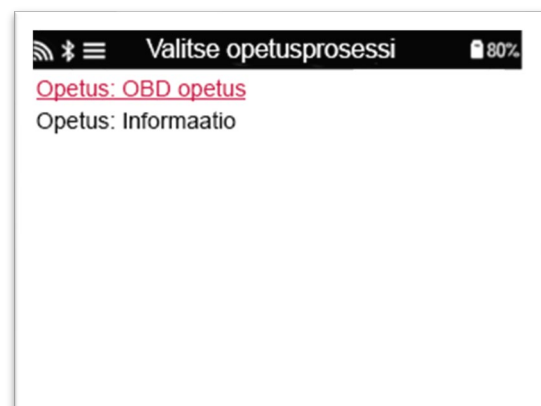 Valitse opetusprosessi 80%
Opetus: OBD opetus
Opetus: Informaatio